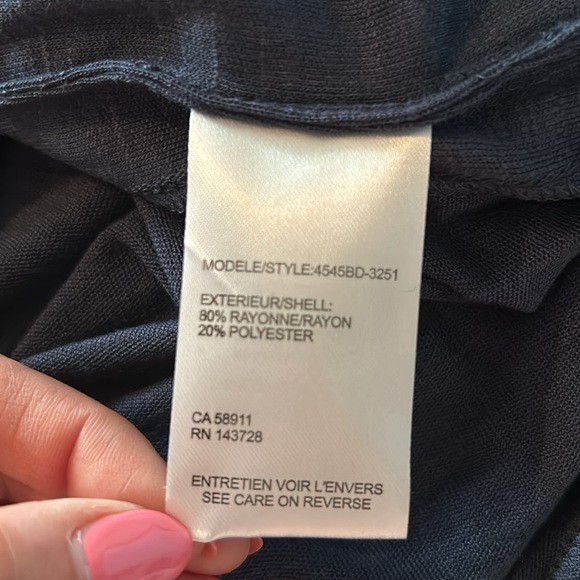 MODELE/STYLE:4545BD-3251
EXTERIEUR/SHELL:
80% RAYONNE/RAYON
20% POLYESTER
CA 58911
RN 143728
ENTRETIEN VOIR L'ENVERS
SEE CARE ON REVERSE